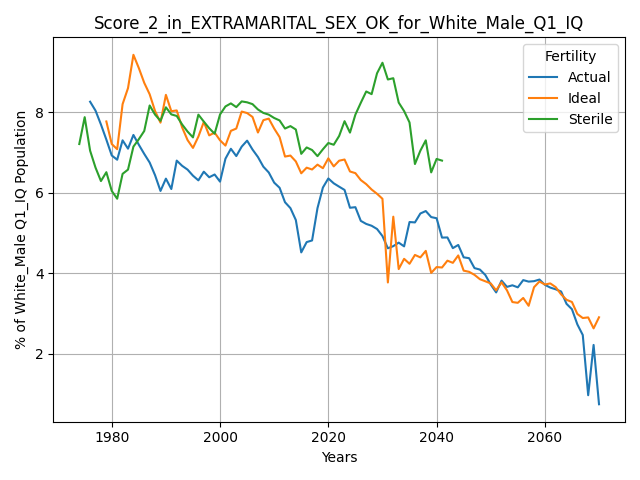 Score_2_in_EXTRAMARITAL_SEX_OK_for_White_Male_Q1_IQ
Fertility
Actual
Ideal
Sterile
% of White_Male Q1_IQ Population
8
6
4
2
1980
2000
2020
2040
2060
Years